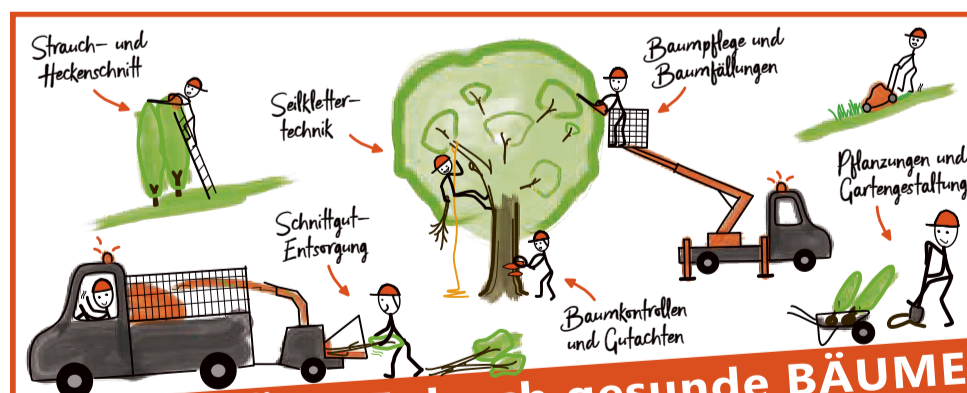 Strauch- und
Heckenschnitt
Seilkletter-
technik
Baumpflege und
Baumfällungen
Pflanzungen und
Gartengestaltung
Schnittgut-
Entsorgung
Baumkontrollen
und Gutachten
gesunde BÄUME